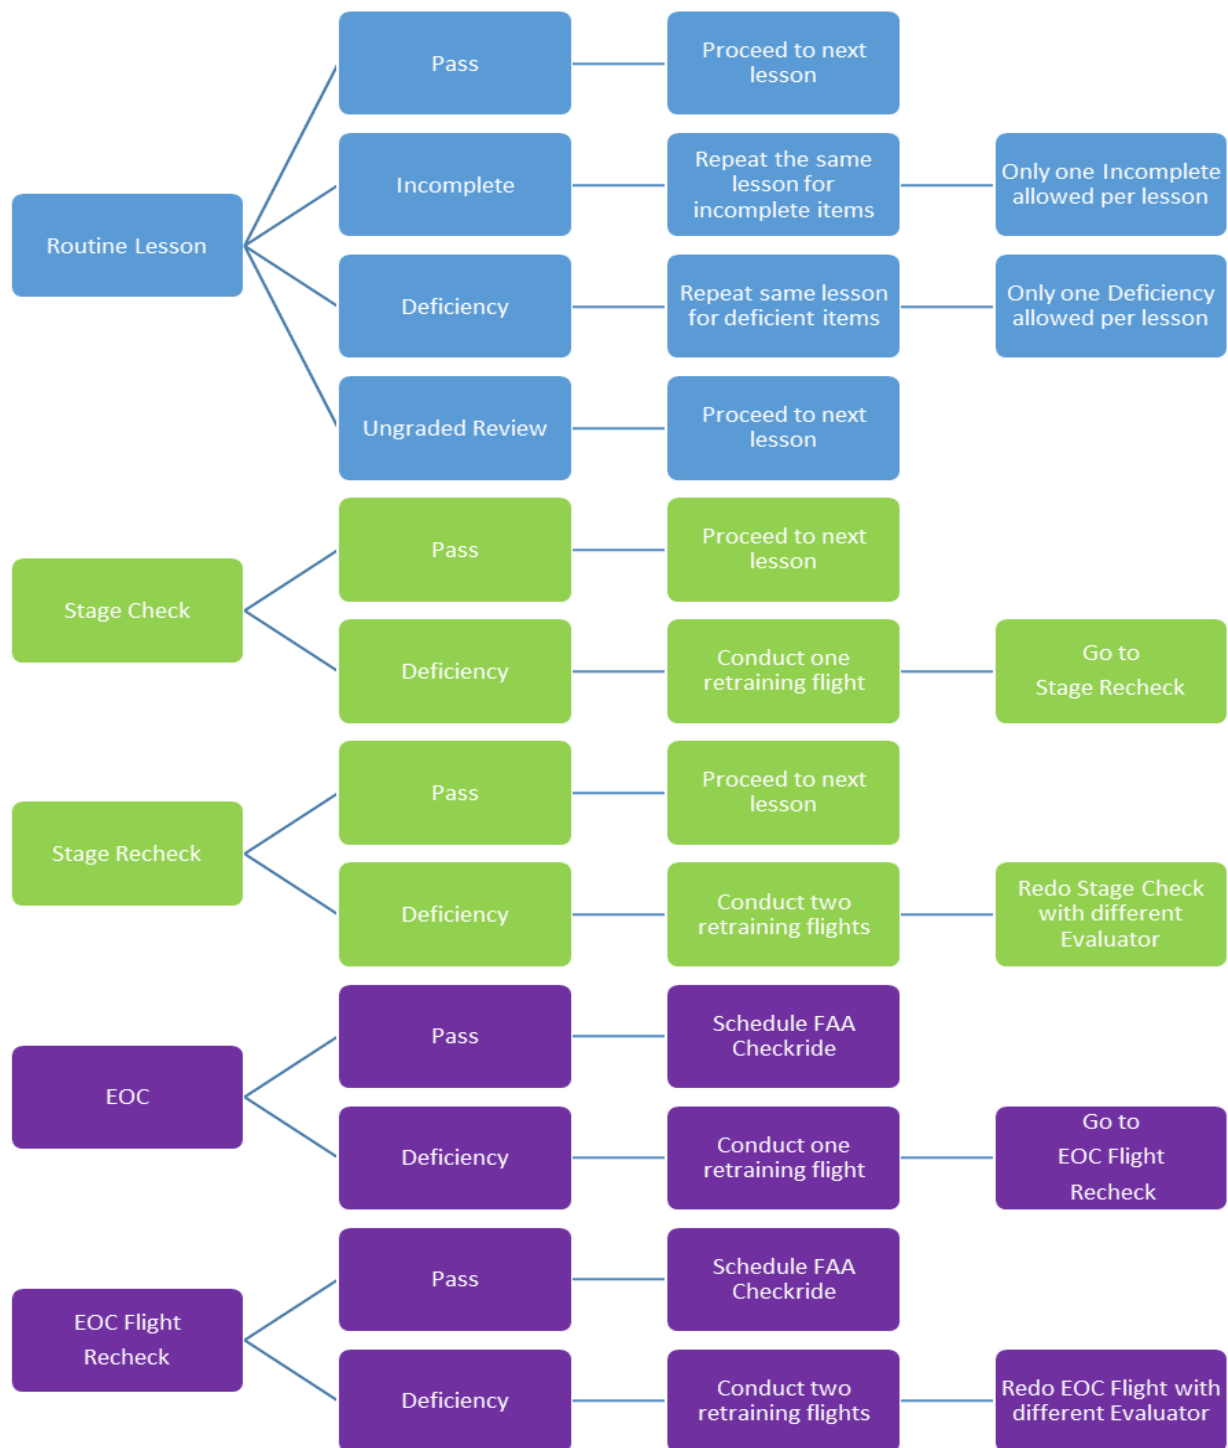 Pass
Proceed to next
lesson
Incomplete
Repeat the same
lesson for
incomplete items
Only one Incomplete
allowed per lesson
Routine Lesson
Deficiency
Repeat same lesson
for deficient items
Only one Deficiency
allowed per lesson
Ungraded Review
Proceed to next
lesson
Stage Check
Pass
Proceed to next
lesson
Deficiency
Conduct one
retraining flight
Go to
Stage Recheck
Stage Recheck
Pass
Proceed to next
lesson
Deficiency
Conduct two
retraining flights
Redo Stage Check
with different
Evaluator
EOC
Pass
Schedule FAA
Checkride
Deficiency
Conduct one
retraining flight
Go to
EOC Flight
Recheck
EOC Flight
Recheck
Pass
Schedule FAA
Checkride
Deficiency
Conduct two
retraining flights
Redo EOC Flight with
different Evaluator